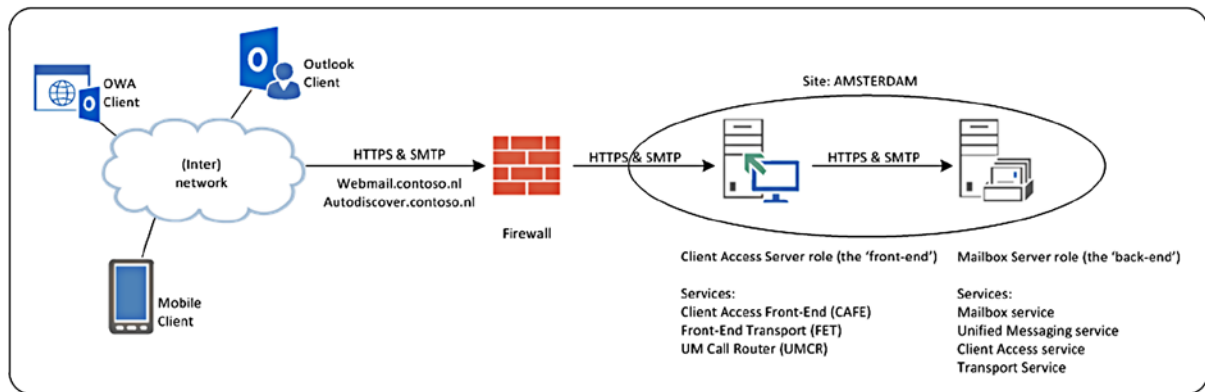 OWA
Client
Outlook
Client
(Inter)
network
Mobile
Client
HTTPS & SMTP
Webmail.contoso.nl
Autodiscover.contoso.nl
Firewall
HTTPS & SMTP
Site: AMSTERDAM
HTTPS & SMTP
Client Access Server role (the ‘front-end’)
Services:
Client Access Front-End (CAFE)
Front-End Transport (FET)
UM Call Router (UMCR)
Mailbox Server role (the ‘back-end’)
Services:
Mailbox service
Unified Messaging service
Client Access service
Transport Service